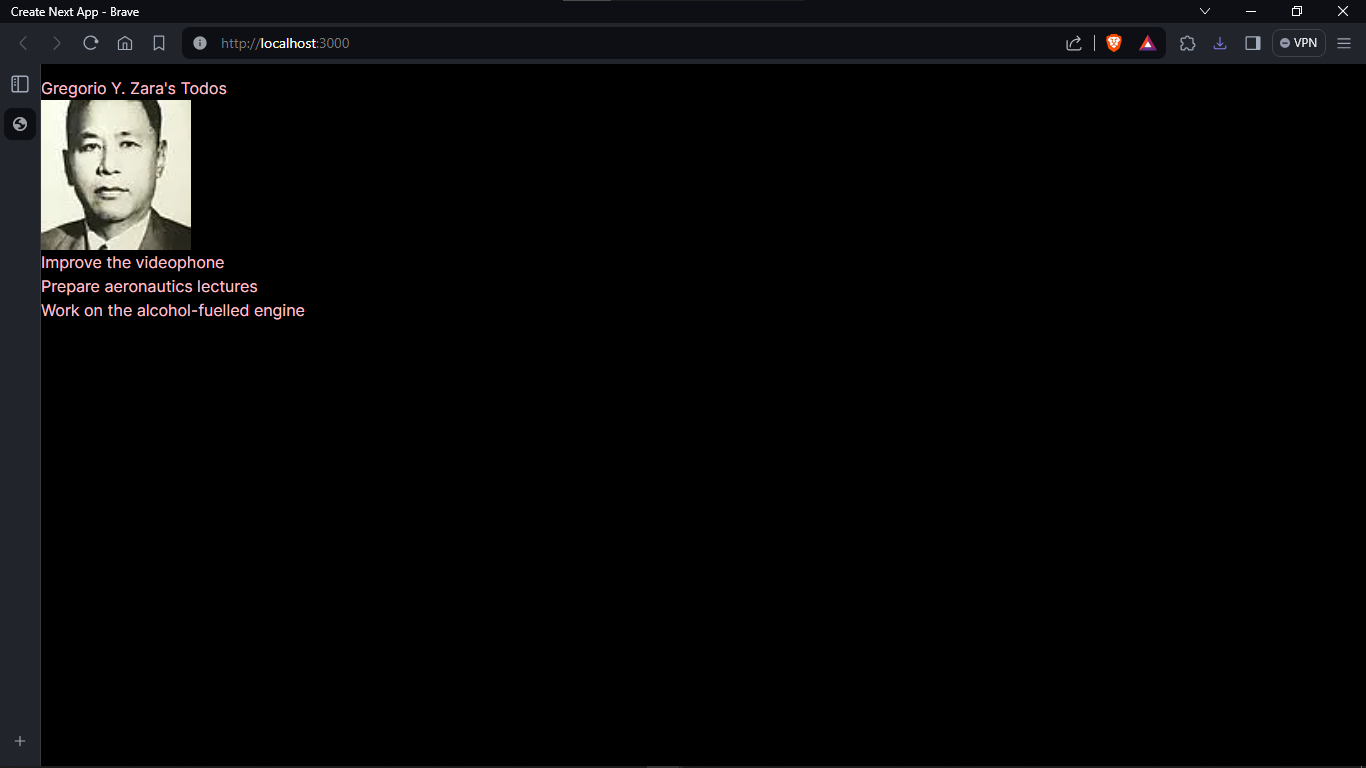 Create Next App - Brave
http://localhost:3000
VPN
Gregorio Y. Zara's Todos
Improve the videophone
Prepare aeronautics lectures
Work on the alcohol-fuelled engine